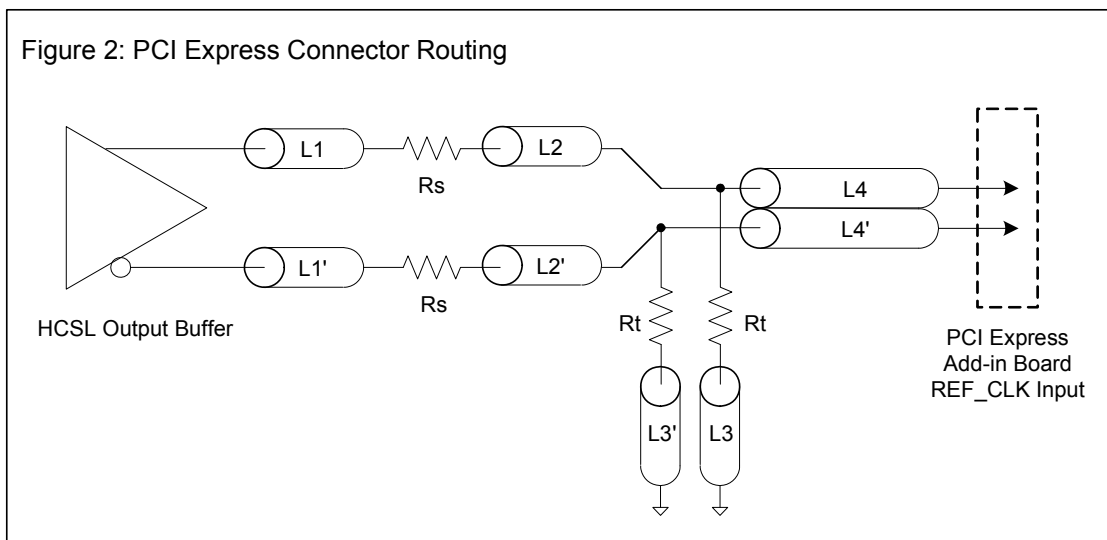 Figure 2: PCI Express Connector Routing
L1
Rs
L2
L4
L4'
L1'
Rs
L2'
HCSL Output Buffer
Rt
Rt
L3'
L3
PCI Express
Add-in Board
REF_CLK Input